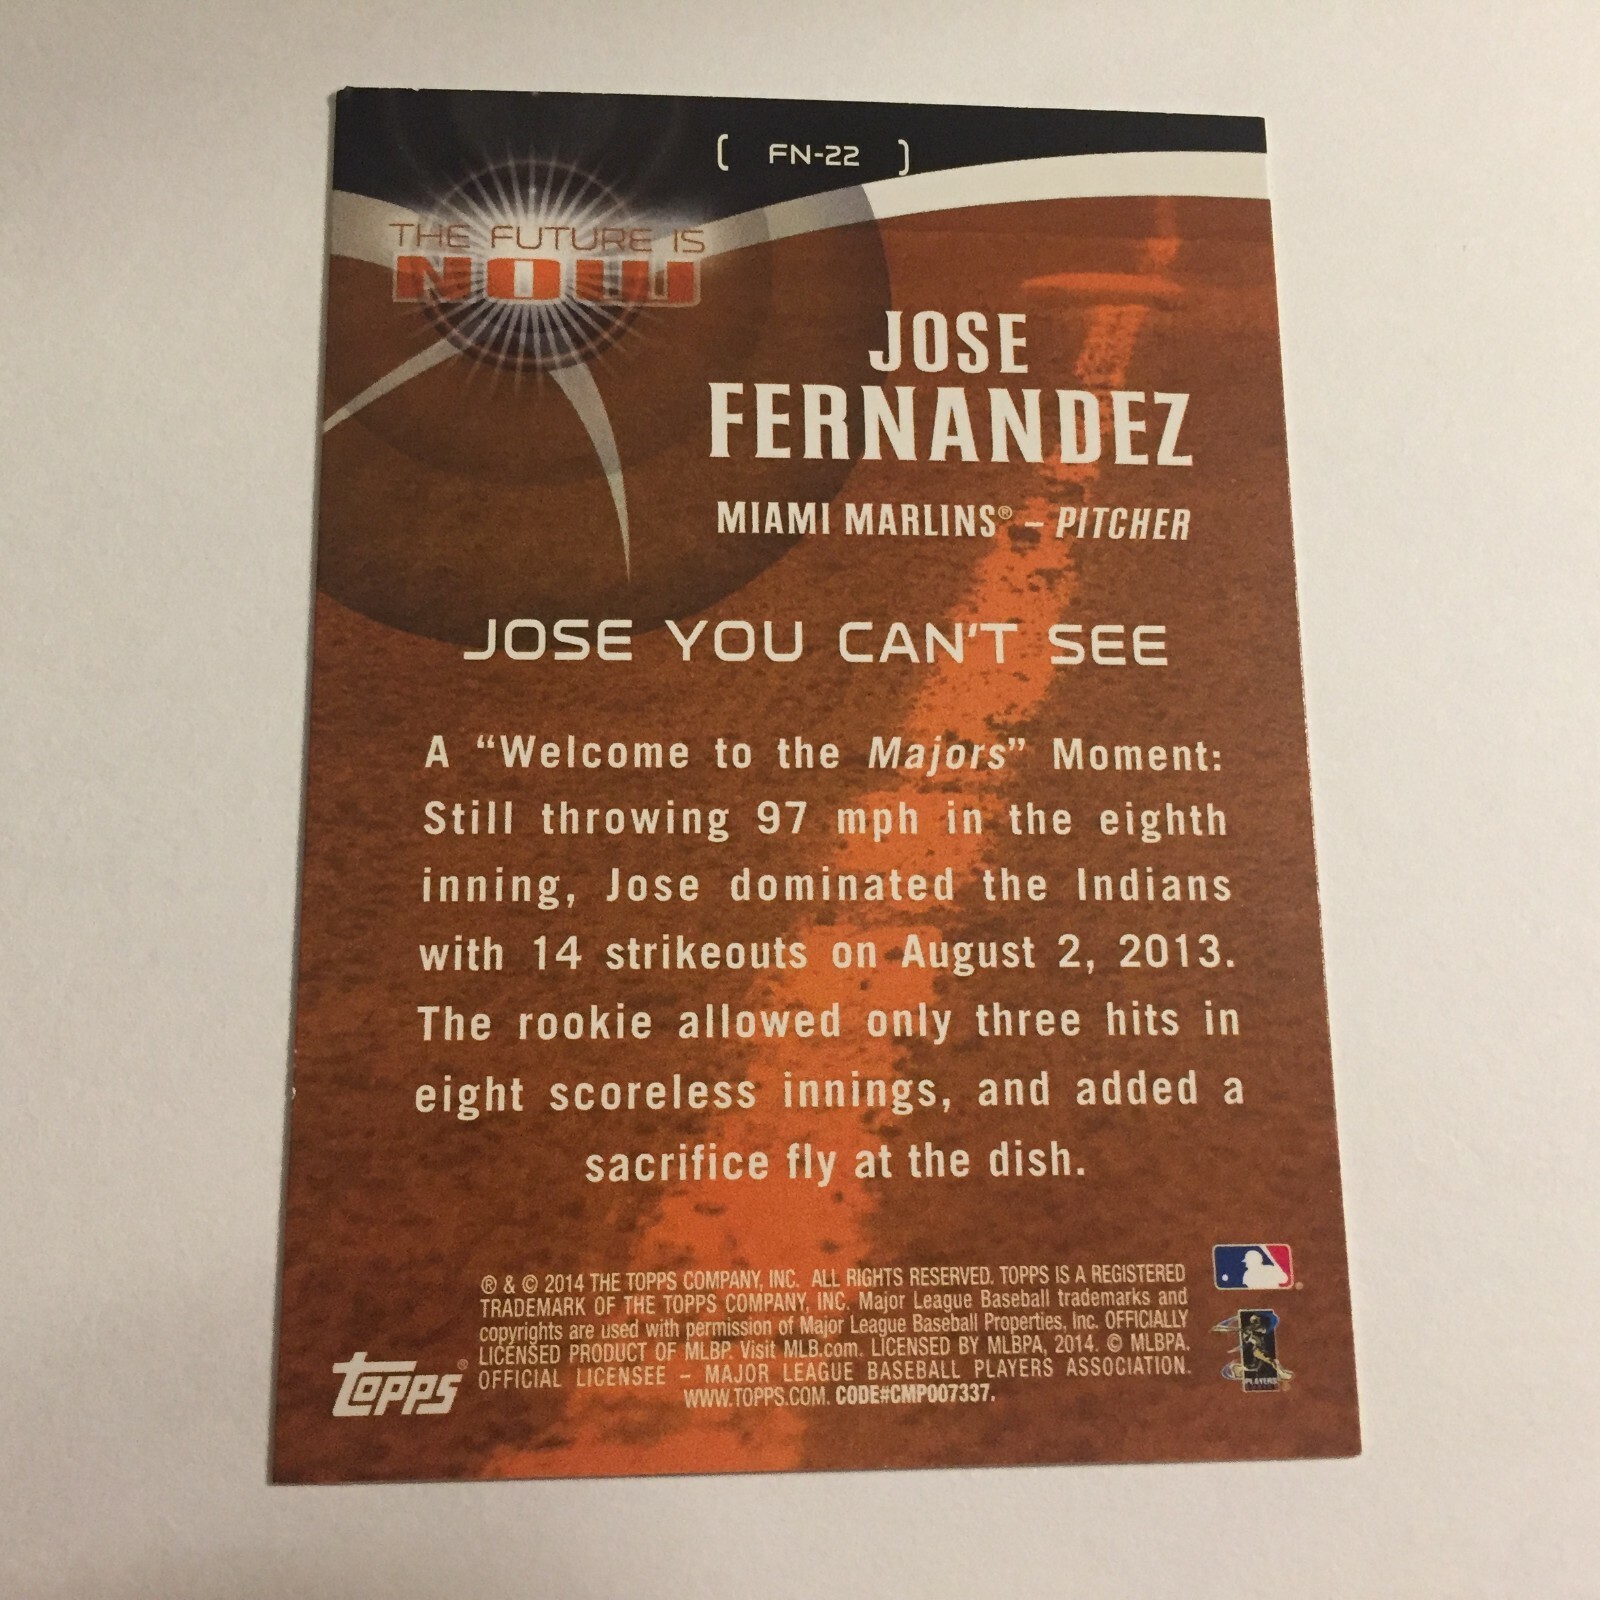 ( FN-22 )
THE FUTURE IS
NOW
JOSE
FERNANDEZ
MIAMI MARLINS® – PITCHER
JOSE YOU CAN'T SEE
A “Welcome to the Majors” Moment:
Still throwing 97 mph in the eighth
inning, Jose dominated the Indians
with 14 strikeouts on August 2, 2013.
The rookie allowed only three hits in
eight scoreless innings, and added a
sacrifice fly at the dish.
® & © 2014 THE TOPPS COMPANY, INC. ALL RIGHTS RESERVED. TOPPS IS A REGISTERED
TRADEMARK OF THE TOPPS COMPANY, INC. Major League Baseball trademarks and
copyrights are used with permission of Major League Baseball Properties, Inc. OFFICIALLY
LICENSED PRODUCT OF MLBP. Visit MLB.com. LICENSED BY MLBPA, 2014. © MLBPA.
OFFICIAL LICENSEE – MAJOR LEAGUE BASEBALL PLAYERS ASSOCIATION.
WWW.TOPPS.COM. CODE#CMP007337.
Topps®
PLAYERS